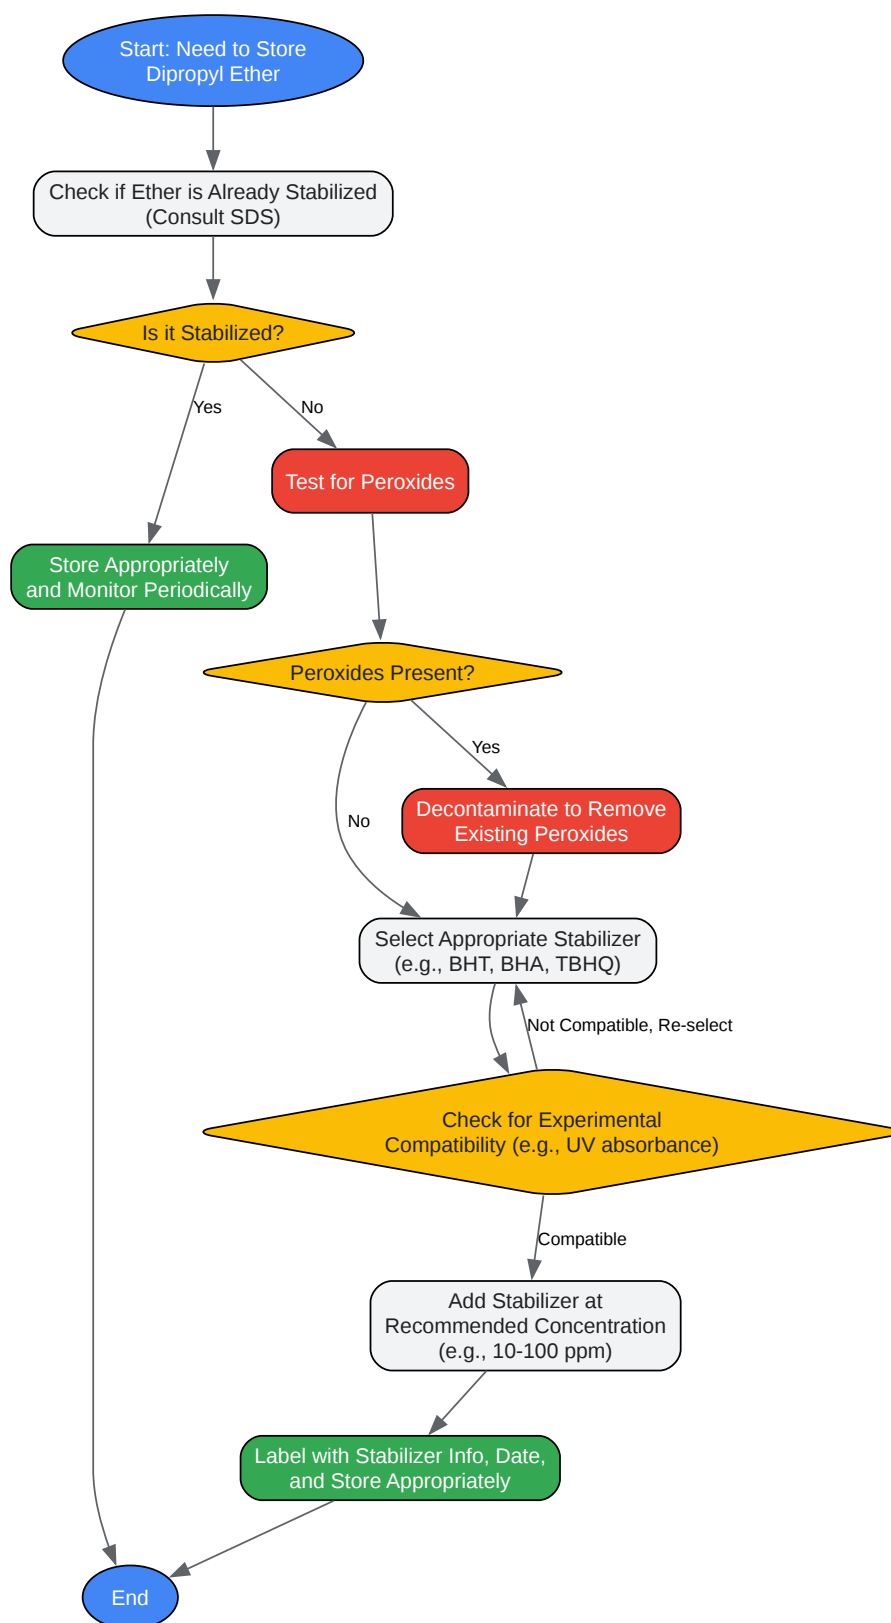 Start: Need to Store
Dipropyl Ether
Check if Ether is Already Stabilized
(Consult SDS)
Is it Stabilized?
Yes
No
Test for Peroxides
Store Appropriately
and Monitor Periodically
Peroxides Present?
Yes
No
Decontaminate to Remove
Existing Peroxides
Select Appropriate Stabilizer
(e.g., BHT, BHA, TBHQ)
Not Compatible, Re-select
Check for Experimental
Compatibility (e.g., UV absorbance)
Compatible
Add Stabilizer at
Recommended Concentration
(e.g., 10-100 ppm)
Label with Stabilizer Info, Date,
and Store Appropriately
End